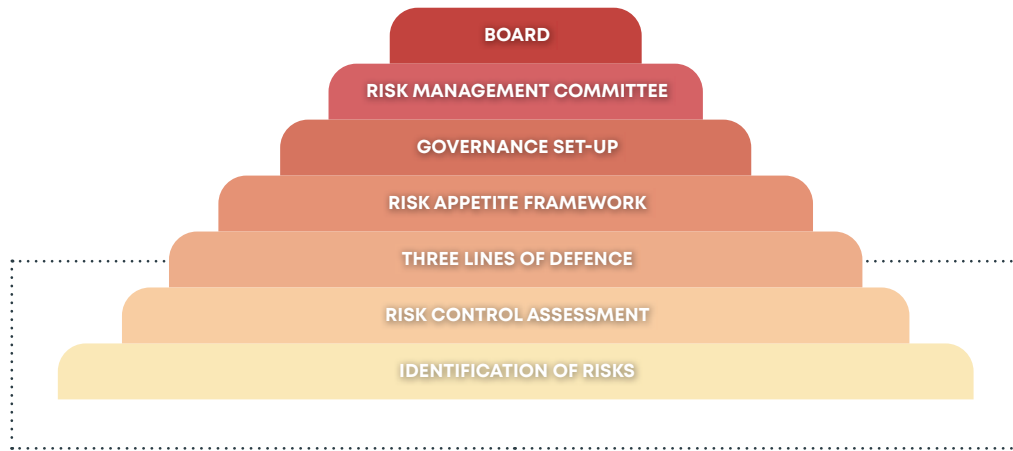 BOARD
RISK MANAGEMENT COMMITTEE
GOVERNANCE SET-UP
RISK APPETITE FRAMEWORK
THREE LINES OF DEFENCE
RISK CONTROL ASSESSMENT
IDENTIFICATION OF RISKS